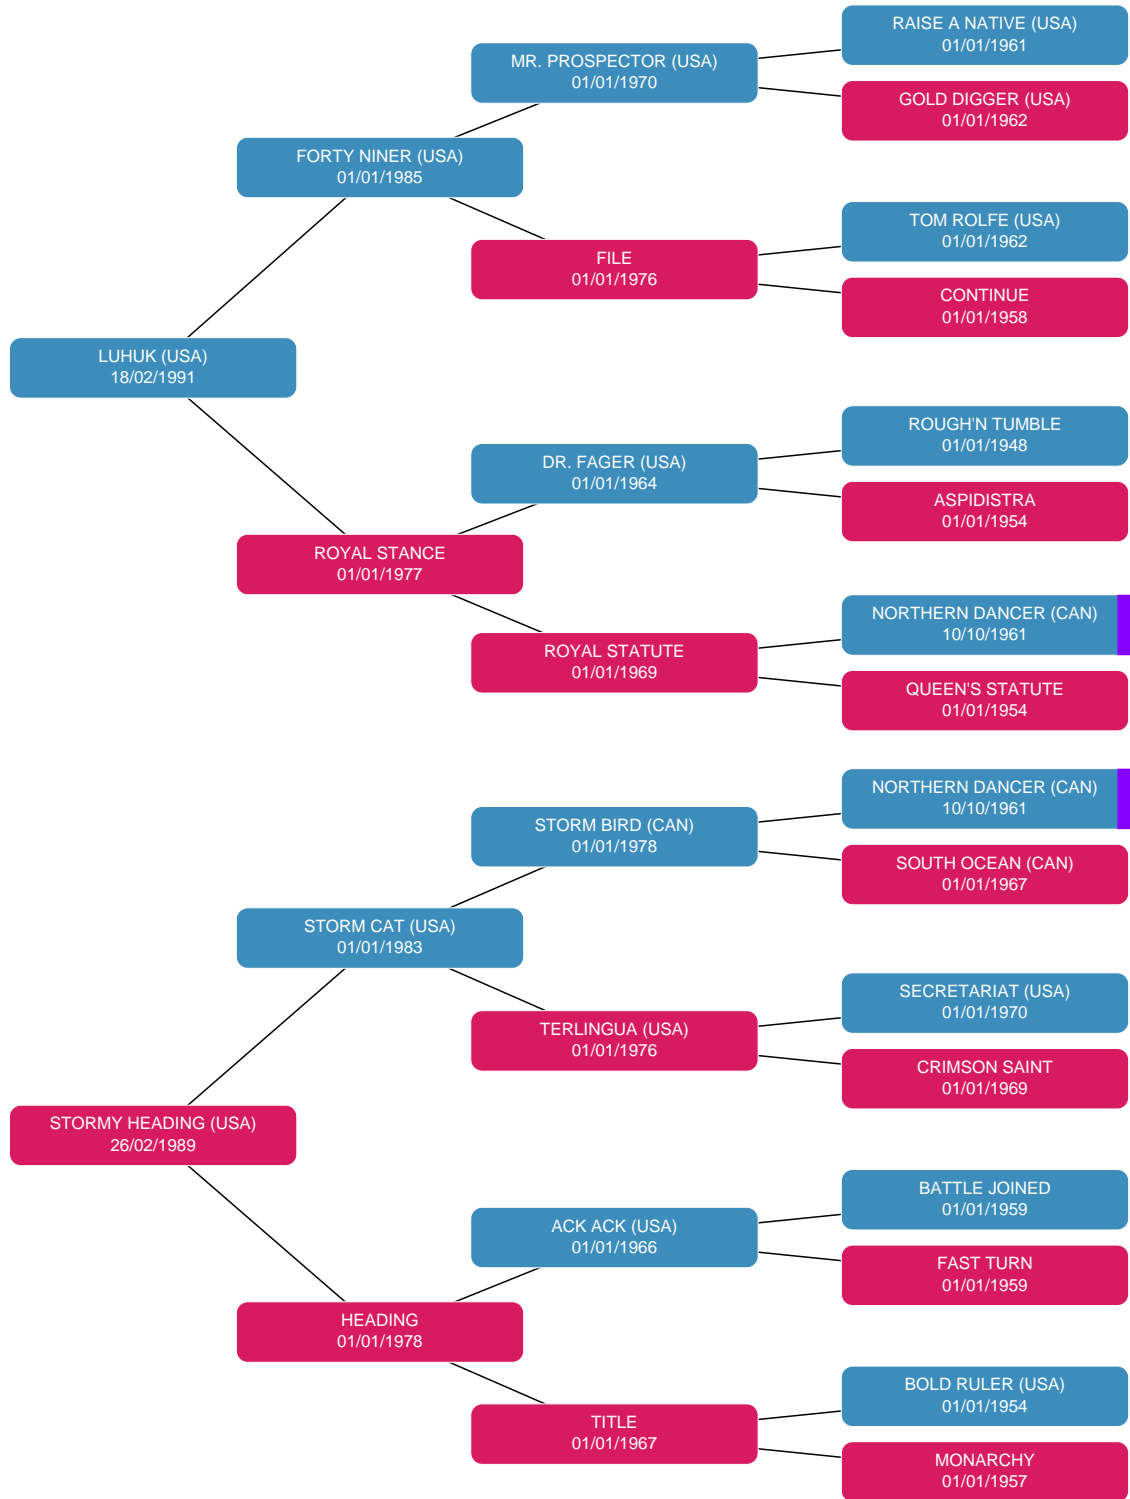 RAISE A NATIVE (USA)
01/01/1961
MR. PROSPECTOR (USA)
01/01/1970
GOLD DIGGER (USA)
01/01/1962
FORTY NINER (USA)
01/01/1985
TOM ROLFE (USA)
01/01/1962
FILE
01/01/1976
CONTINUE
01/01/1958
LUHUK (USA)
18/02/1991
ROUGH'N TUMBLE
01/01/1948
DR. FAGER (USA)
01/01/1964
ASPIDISTRA
01/01/1954
ROYAL STANCE
01/01/1977
NORTHERN DANCER (CAN)
10/10/1961
ROYAL STATUTE
01/01/1969
QUEEN'S STATUTE
01/01/1954
NORTHERN DANCER (CAN)
10/10/1961
STORM BIRD (CAN)
01/01/1978
SOUTH OCEAN (CAN)
01/01/1967
STORM CAT (USA)
01/01/1983
SECRETARIAT (USA)
01/01/1970
TERLINGUA (USA)
01/01/1976
CRIMSON SAINT
01/01/1969
STORMY HEADING (USA)
26/02/1989
BATTLE JOINED
01/01/1959
ACK ACK (USA)
01/01/1966
FAST TURN
01/01/1959
HEADING
01/01/1978
BOLD RULER (USA)
01/01/1954
TITLE
01/01/1967
MONARCHY
01/01/1957